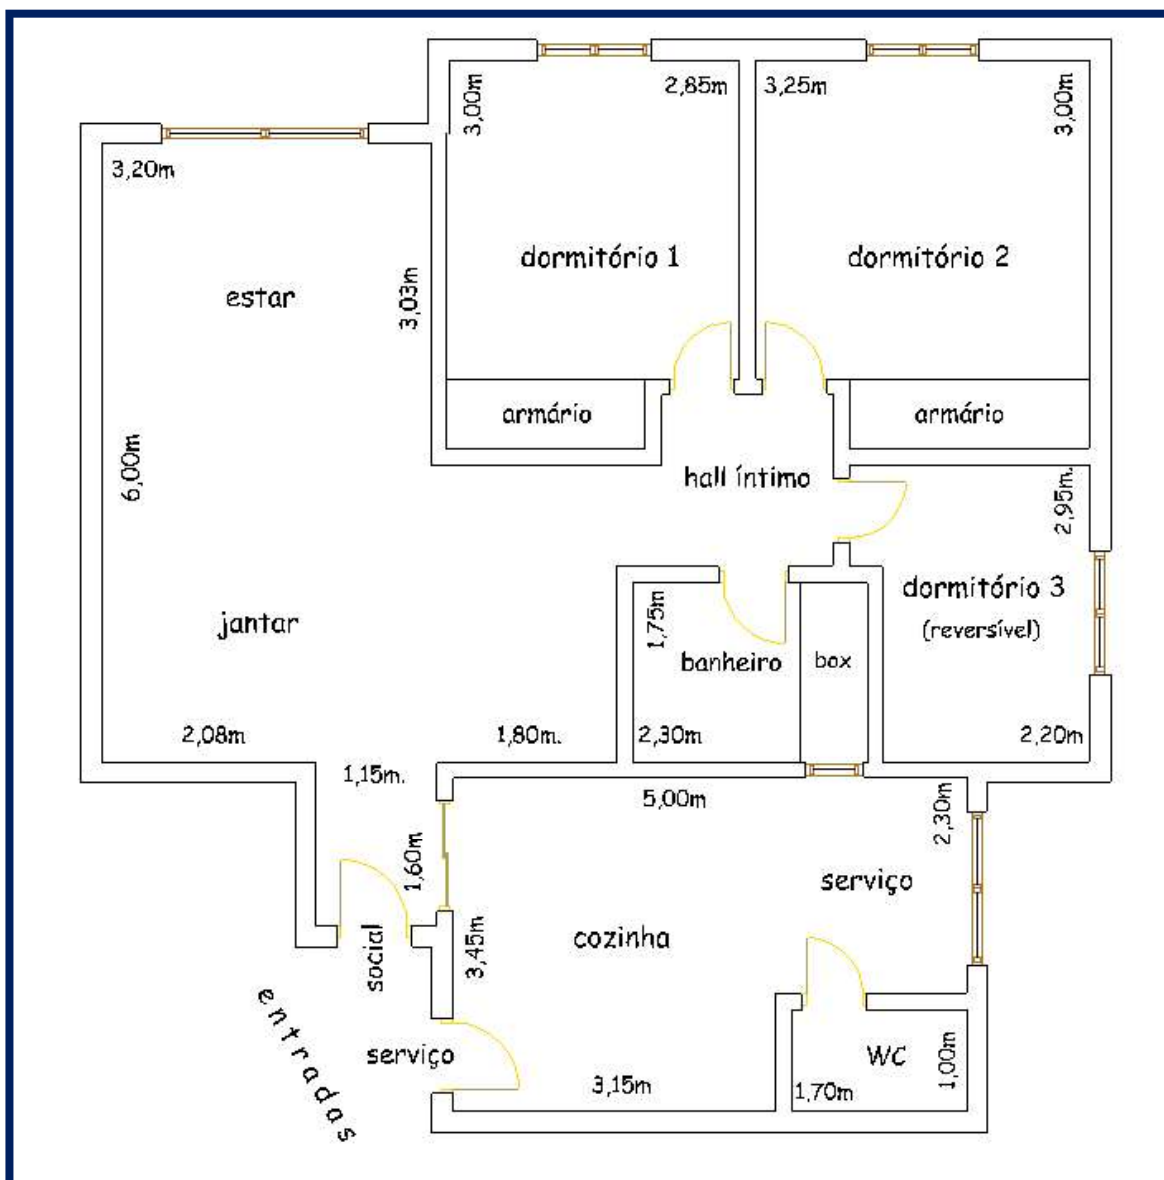 3,00m
2,85m
3,25m
3,00m
3,20m
dormitório 1
dormitório 2
estar
3,03m
armário
armário
6,00m
hall íntimo
2,95m.
dormitório 3
(reversível)
jantar
1,75m
banheiro
box
2,08m
1,80m.
2,30m
2,20m
1,15m.
5,00m
2,30m
1,60m
serviço
cozinha
3,45m
social
entradas
serviço
WC
1,00m
3,15m
1,70m